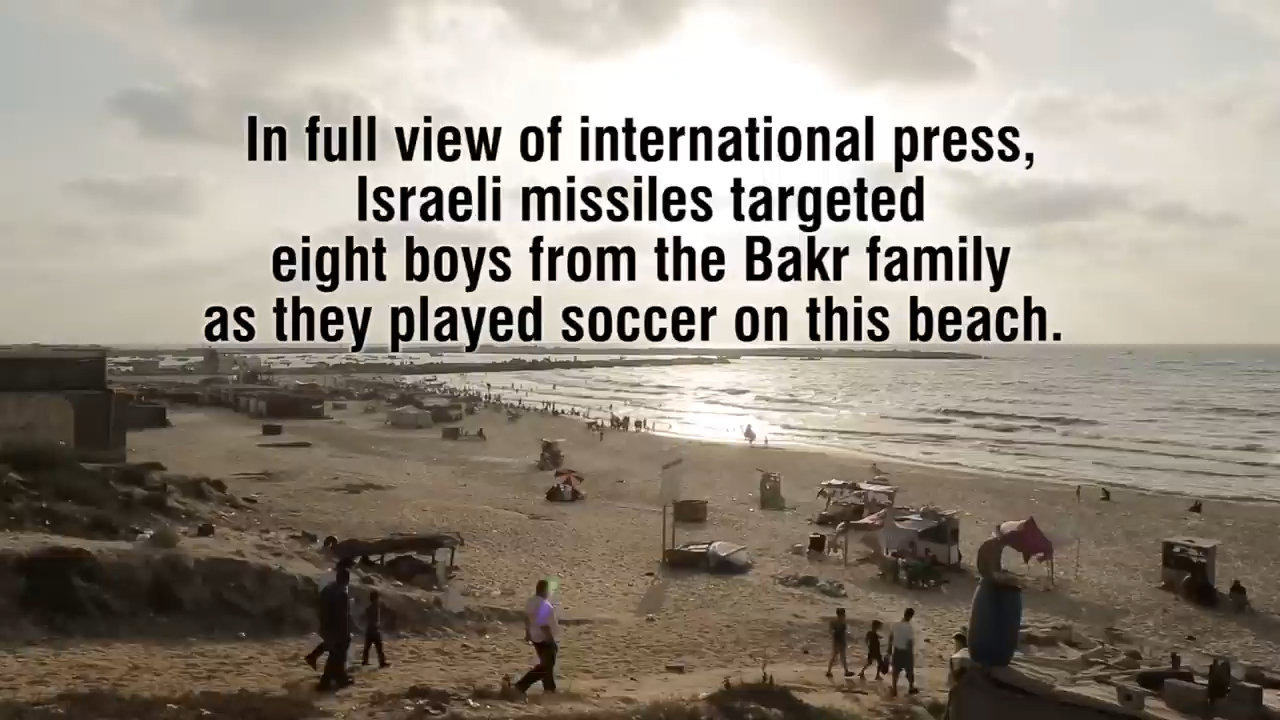 In full view of international press,
Israeli missiles targeted
eight boys from the Bakr family
as they played soccer on this beach.